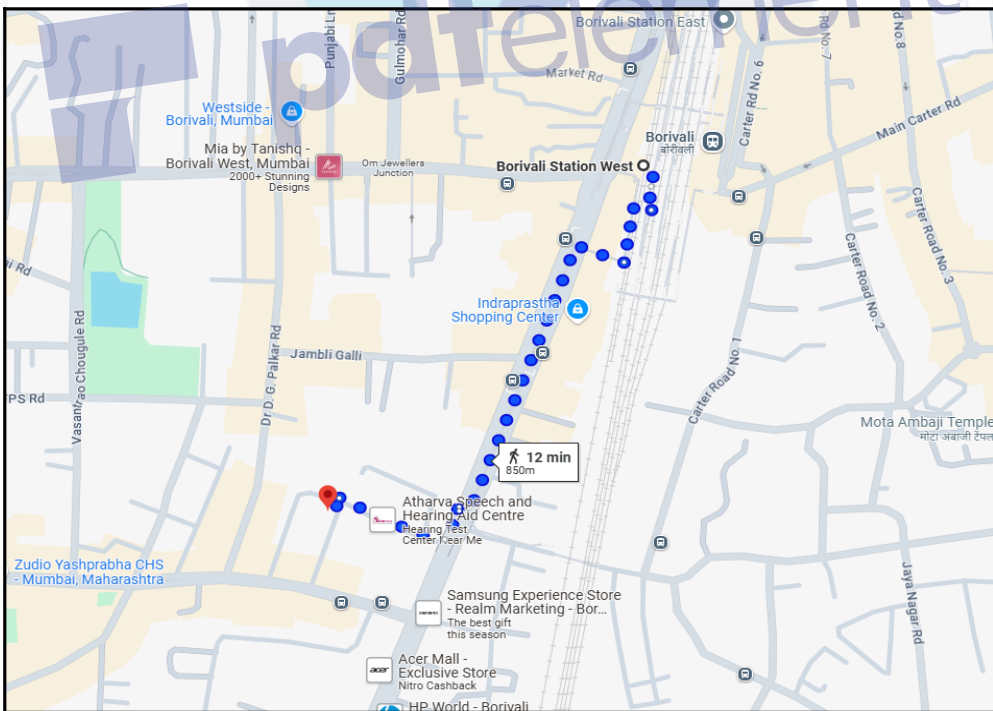 Borivali Station East
Punjabi Ln
Gulmohar Rd
Rd No. 7
d No.8
Market Rd
Carter Rd No. 6
Main Carter Rd
Westside -
Borivali, Mumbai
Borivali
बोरीवली
Mia by Tanishq -
Borivali West, Mumbai
2000+ Stunning
Designs
Om Jewellers
Junction
Borivali Station West
Carter Road No. 3
Carter Road No. 2
ai Rd
Indraprastha
Shopping Center
Vasantrao Chougule Rd
Dr D. G. Palkar Rd
Jambli Galli
Carter Road No. 1
TPS Rd
Mota Ambaji Temple
मोटा अंबाजी टेंपल
12 min
850m
Atharva Speech and
Hearing Aid Centre
Hearing Test
Center Near Me
Zudio Yashprabha CHS
- Mumbai, Maharashtra
Jaya Nagar Rd
Samsung Experience Store
- Realm Marketing - Bor...
The best gift
this season
acer
Acer Mall -
Exclusive Store
Nitro Cashback
HP World - Borivali